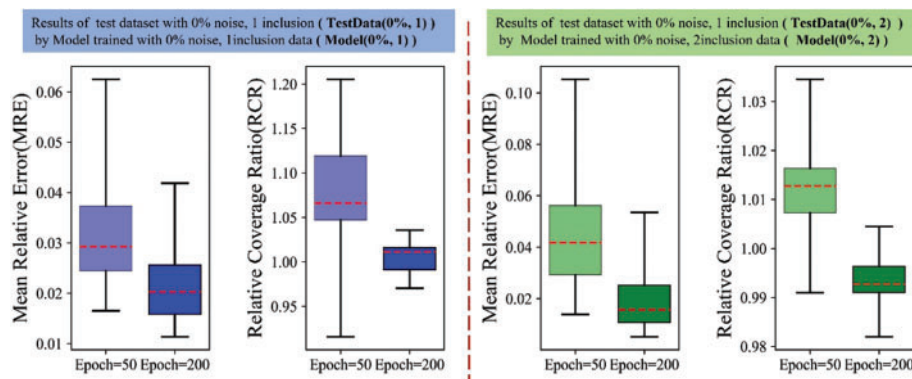 Results of test dataset with 0% noise, 1 inclusion ( TestData(0%, 1) )
by Model trained with 0% noise, 1inclusion data ( Model(0%, 1) )
Results of test dataset with 0% noise, 1 inclusion ( TestData(0%, 2) )
by Model trained with 0% noise, 2inclusion data ( Model(0%, 2) )
Mean Relative Error(MRE)
0.06
0.05
0.04
0.03
0.02
0.01
Epoch=50 Epoch=200
Relative Coverage Ratio(RCR)
1.20
1.15
1.10
1.05
1.00
0.95
Epoch=50 Epoch=200
Mean Relative Error(MRE)
0.10
0.08
0.06
0.04
0.02
Epoch=50 Epoch=200
Relative Coverage Ratio(RCR)
1.03
1.02
1.01
1.00
0.99
0.98
Epoch=50 Epoch=200